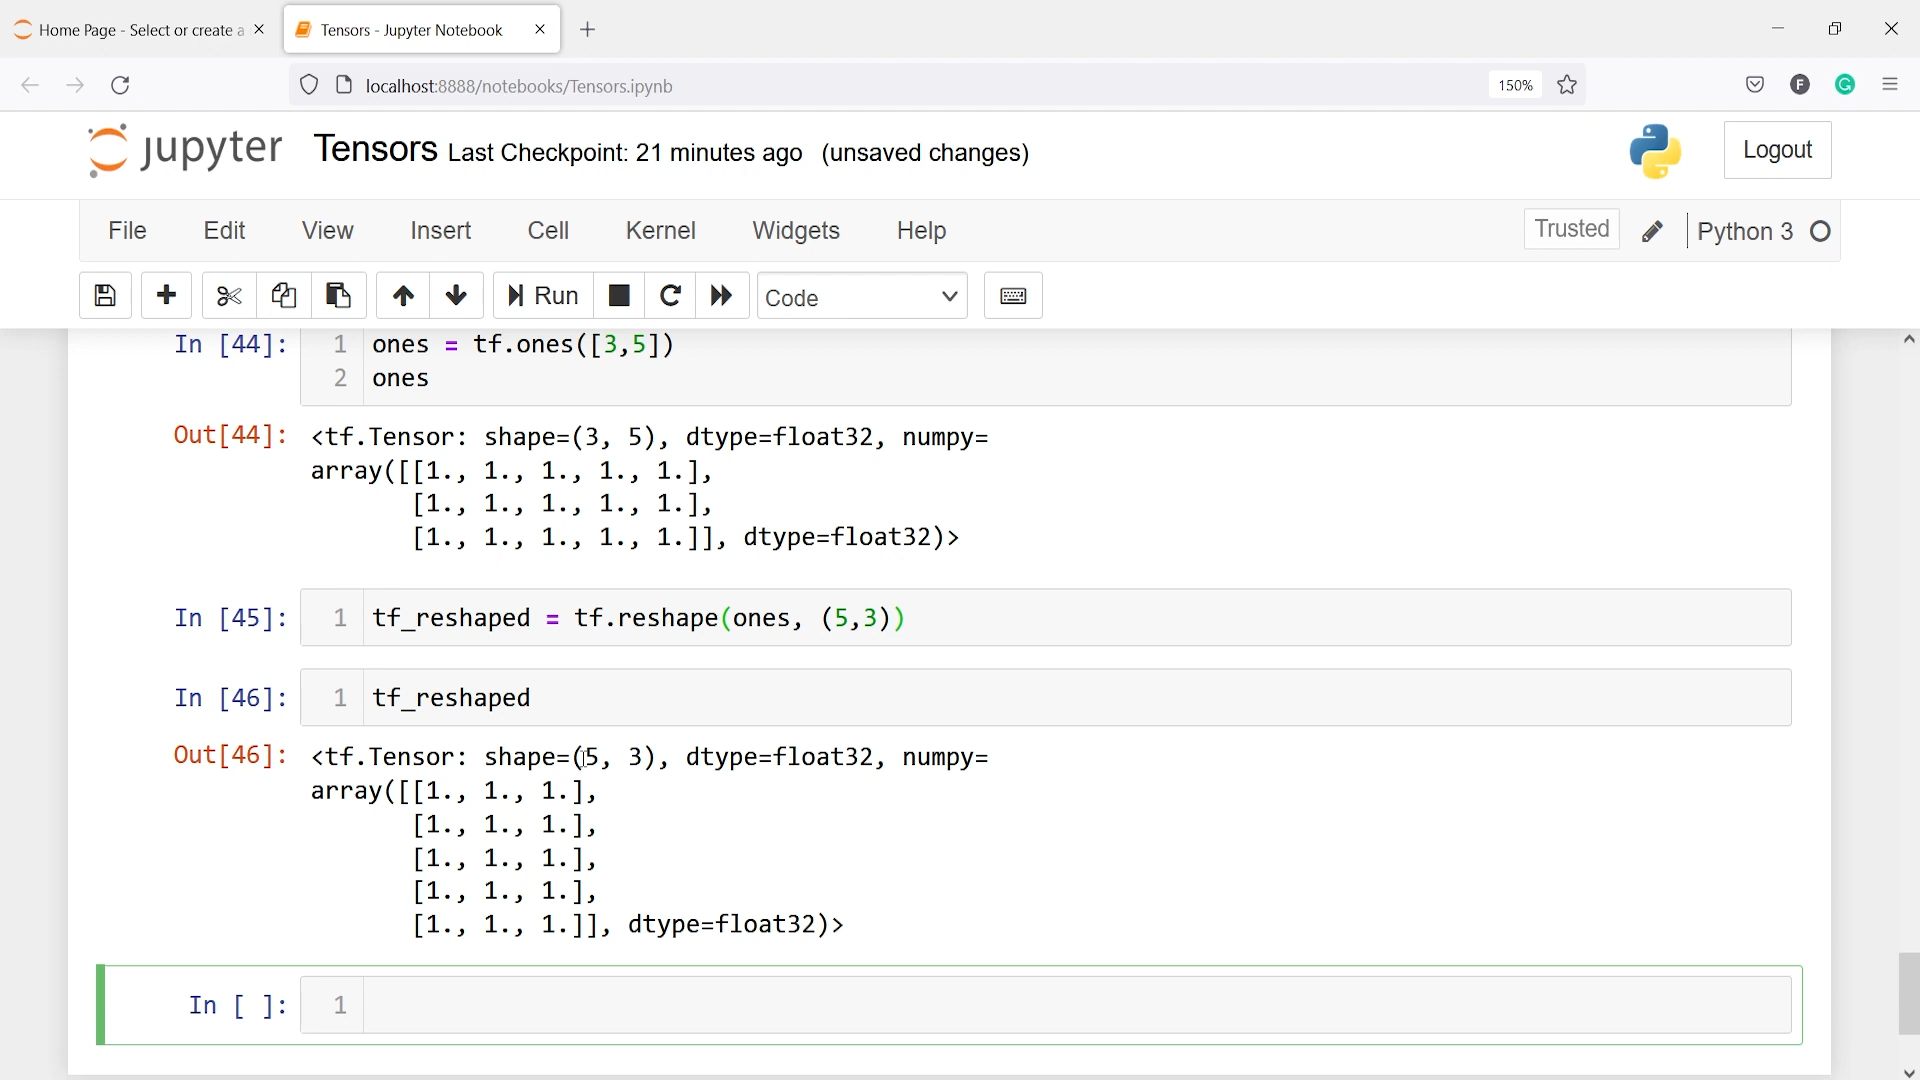 Home Page - Select or create a
Tensors - Jupyter Notebook
localhost:8888/notebooks/Tensors.ipynb
150%
F
G
jupyter Tensors Last Checkpoint: 21 minutes ago (unsaved changes)
Logout
File Edit View Insert Cell Kernel Widgets Help
Trusted
Python 3
Run
Code
In [44]: 1 ones = tf.ones([3,5])
2 ones
Out[44]: <tf.Tensor: shape=(3, 5), dtype=float32, numpy=
array([[1., 1., 1., 1., 1.],
[1., 1., 1., 1., 1.],
[1., 1., 1., 1., 1.]], dtype=float32)>
In [45]: 1 tf_reshaped = tf.reshape(ones, (5,3))
In [46]: 1 tf_reshaped
Out[46]: <tf.Tensor: shape=(5, 3), dtype=float32, numpy=
array([[1., 1., 1.],
[1., 1., 1.],
[1., 1., 1.],
[1., 1., 1.],
[1., 1., 1.]], dtype=float32)>
In [ ]: 1